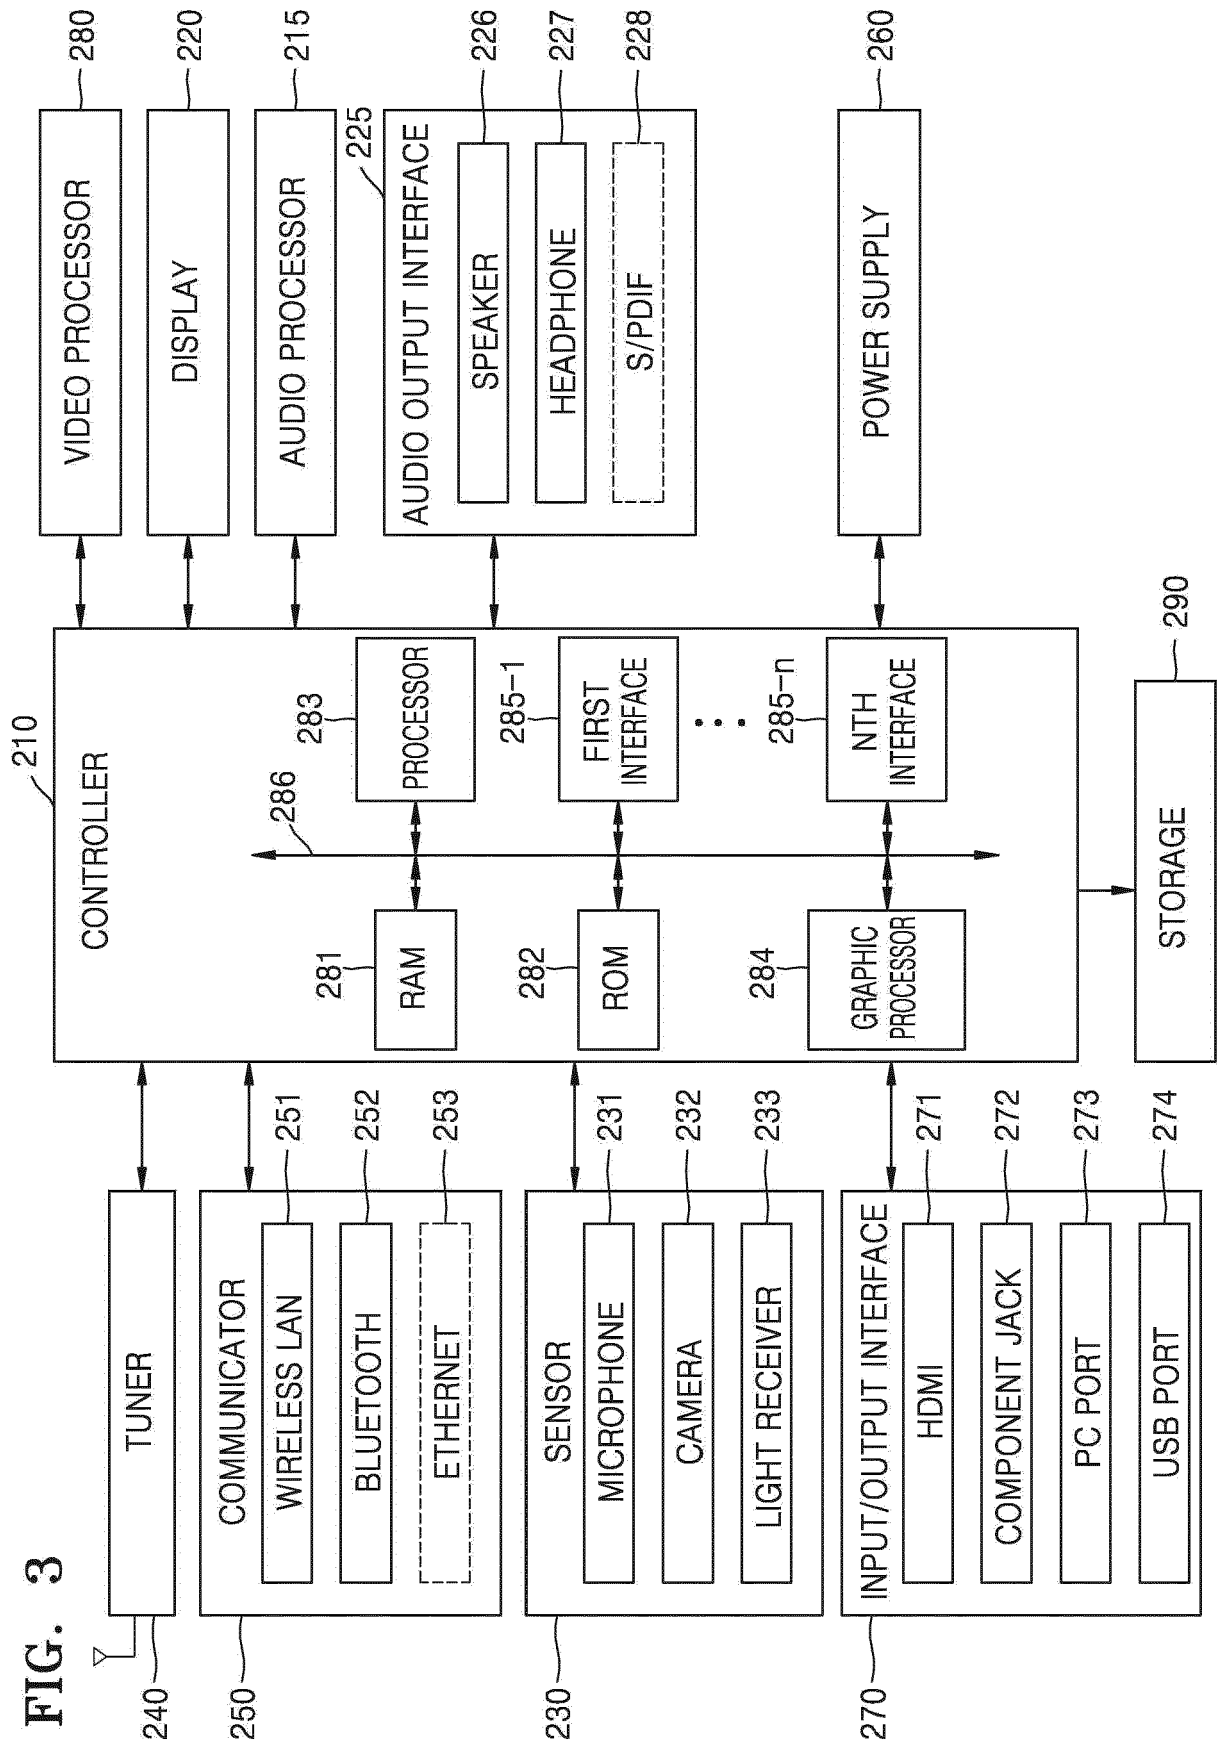 FIG. 3
240
TUNER
250
COMMUNICATOR
WIRELESS LAN
251
BLUETOOTH
252
ETHERNET
253
230
SENSOR
MICROPHONE
231
CAMERA
232
LIGHT RECEIVER
233
270
INPUT/OUTPUT INTERFACE
HDMI
271
COMPONENT JACK
272
PC PORT
273
USB PORT
274
210
CONTROLLER
286
281
RAM
282
ROM
284
GRAPHIC
PROCESSOR
283
PROCESSOR
285-1
FIRST
INTERFACE
285-n
NTH
INTERFACE
290
STORAGE
VIDEO PROCESSOR
280
DISPLAY
220
AUDIO PROCESSOR
215
225
AUDIO OUTPUT INTERFACE
SPEAKER
226
HEADPHONE
227
S/PDIF
228
POWER SUPPLY
260